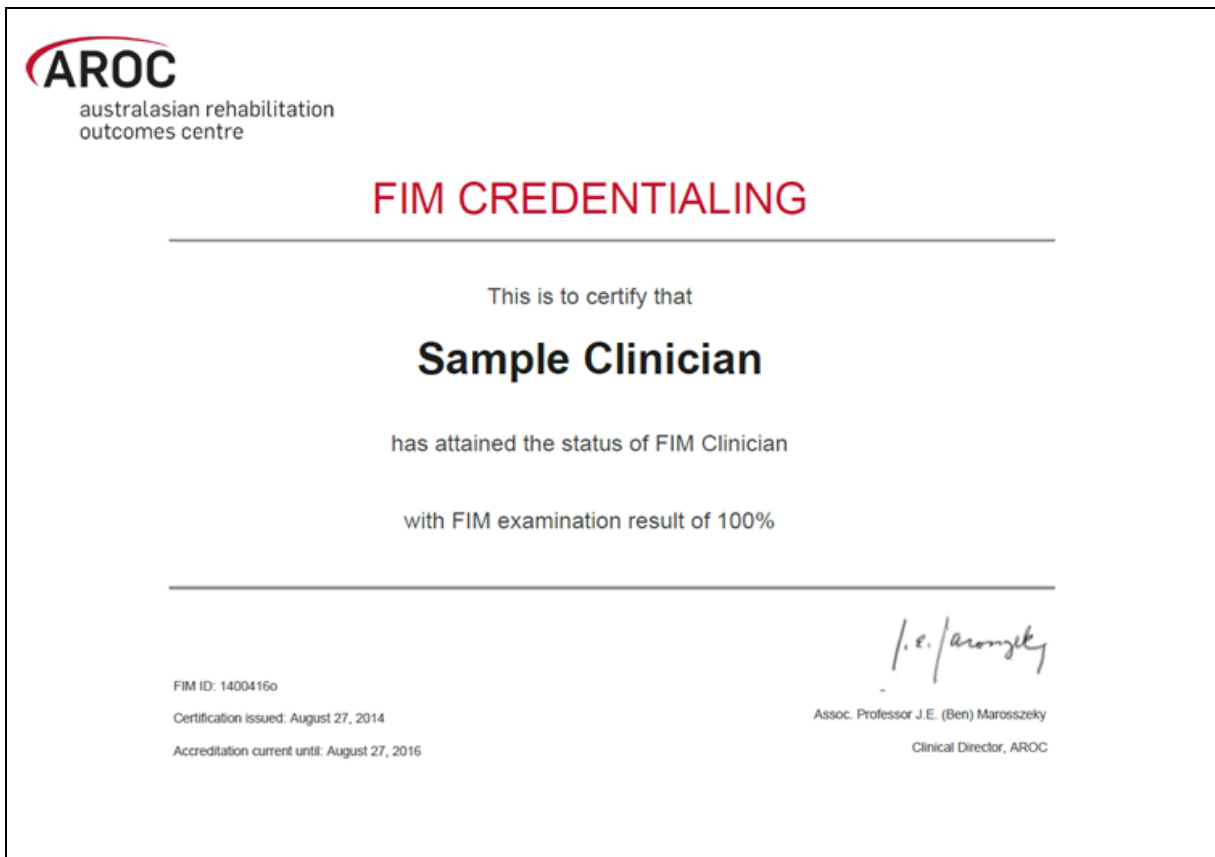 AROC
australasian rehabilitation
outcomes centre
FIM CREDENTIALING
This is to certify that
Sample Clinician
has attained the status of FIM Clinician
with FIM examination result of 100%
FIM ID: 1400416o
Certification issued: August 27, 2014
Accreditation current until: August 27, 2016
Assoc. Professor J.E. (Ben) Marosszeky
Clinical Director, AROC